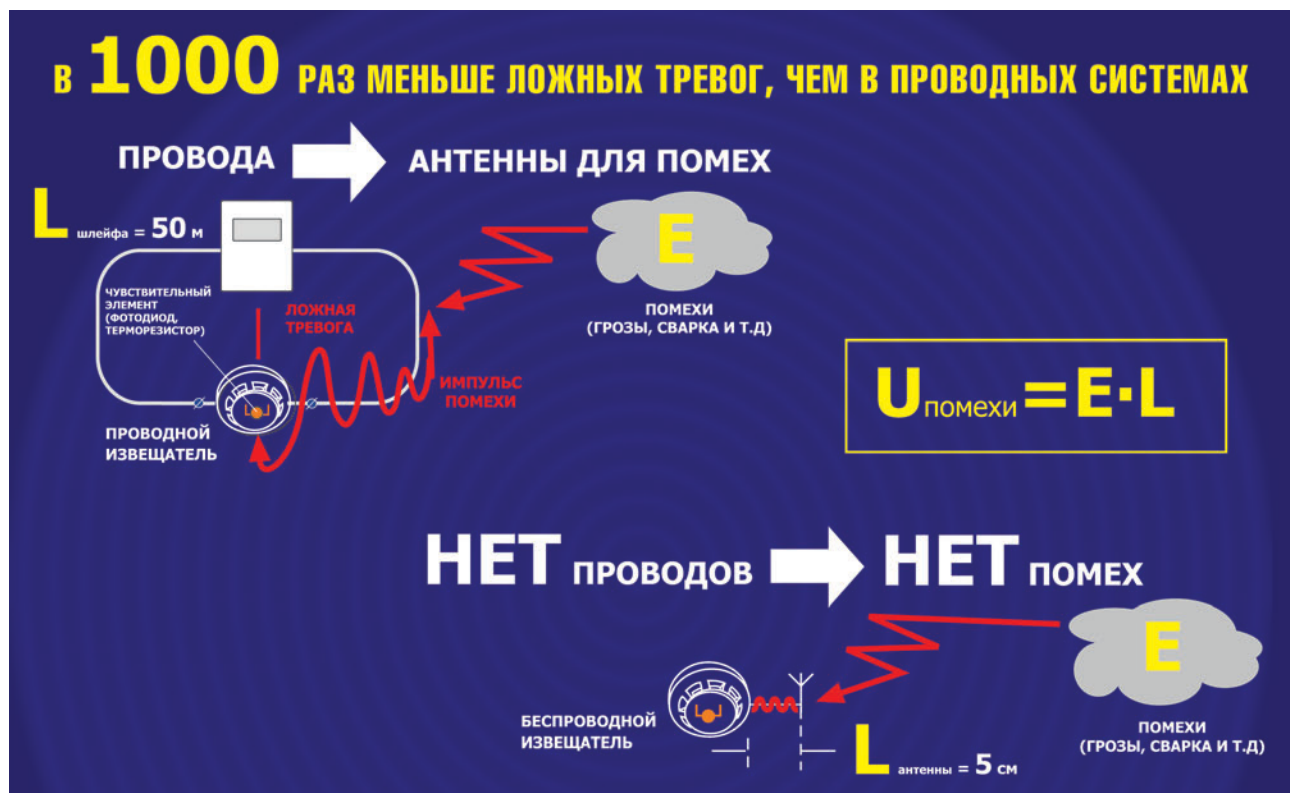 В 1000 РАЗ МЕНЬШЕ ЛОЖНЫХ ТРЕВОГ, ЧЕМ В ПРОВОДНЫХ СИСТЕМАХ
ПРОВОДА АНТЕННЫ ДЛЯ ПОМЕХ
L шлейфа = 50 м
E
ЧУВСТВИТЕЛЬНЫЙ
ЭЛЕМЕНТ
(ФОТОДИОД,
ТЕРМОРЕЗИСТОР)
ЛОЖНАЯ
ТРЕВОГА
ПОМЕХИ
(ГРОЗЫ, СВАРКА И Т.Д)
ИМПУЛЬС
ПОМЕХИ
ПРОВОДНОЙ
ИЗВЕЩАТЕЛЬ
U помехи = E·L
НЕТ ПРОВОДОВ НЕТ ПОМЕХ
E
БЕСПРОВОДНОЙ
ИЗВЕЩАТЕЛЬ
ПОМЕХИ
(ГРОЗЫ, СВАРКА И Т.Д)
L антенны = 5 см